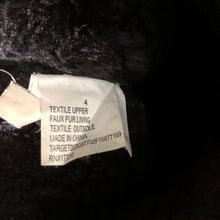 4
TEXTILE UPPER
FAUX FUR LINING
TEXTILE OUTSOLE
MADE IN CHINA